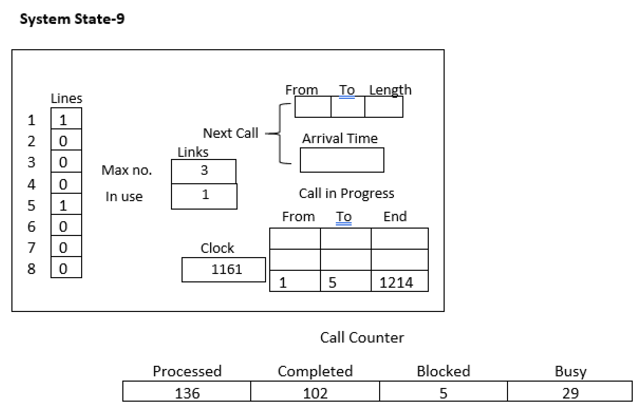 System State-9
From To Length
Lines
1 1
Next Call
Arrival Time
2 0
Links
3 0
Max no. 3
4 0
In use 1
Call in Progress
5 1
From To End
6 0
7 0
Clock
8 0
1161
1 5 1214
Call Counter
Processed Completed Blocked Busy
136 102 5 29